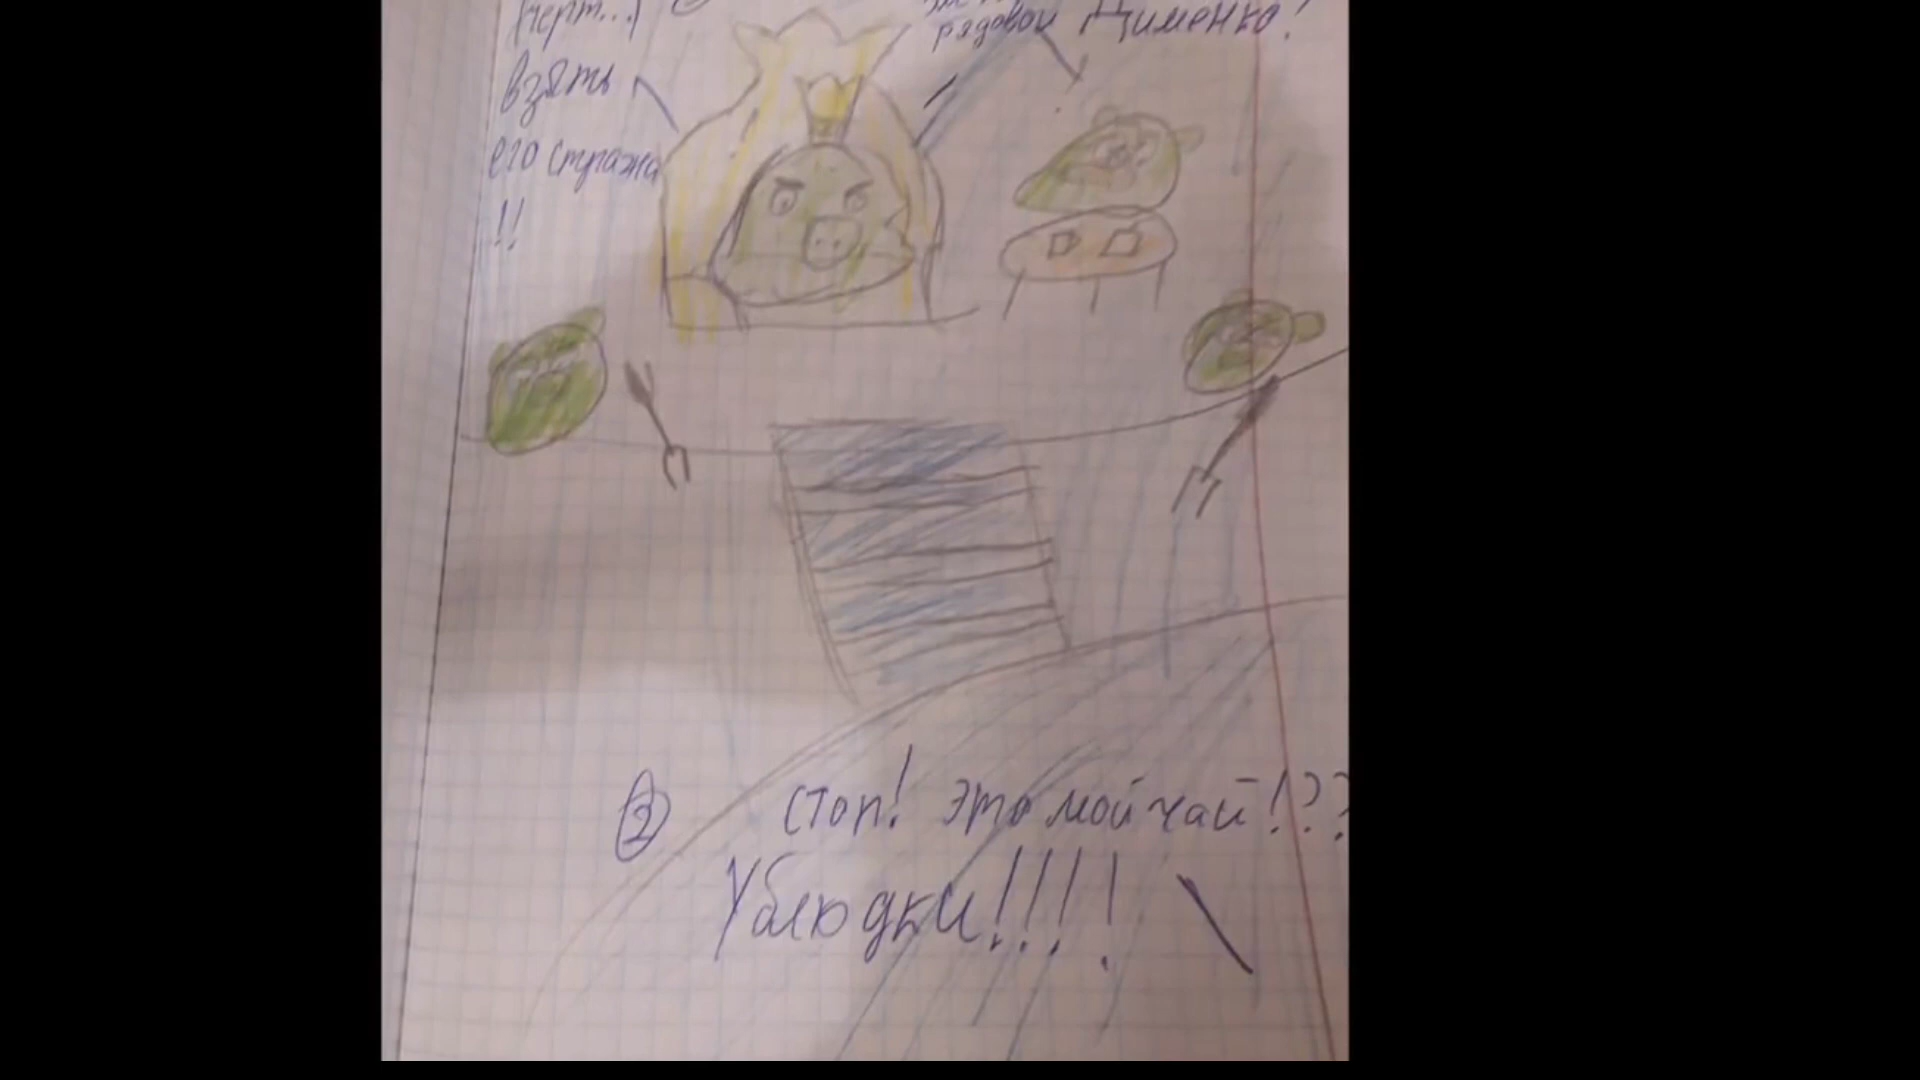 (черт...)
рядовой Дименко!
взять
его стража
!!
2
стоп! это мой чай!??
Ублюдки!!!!